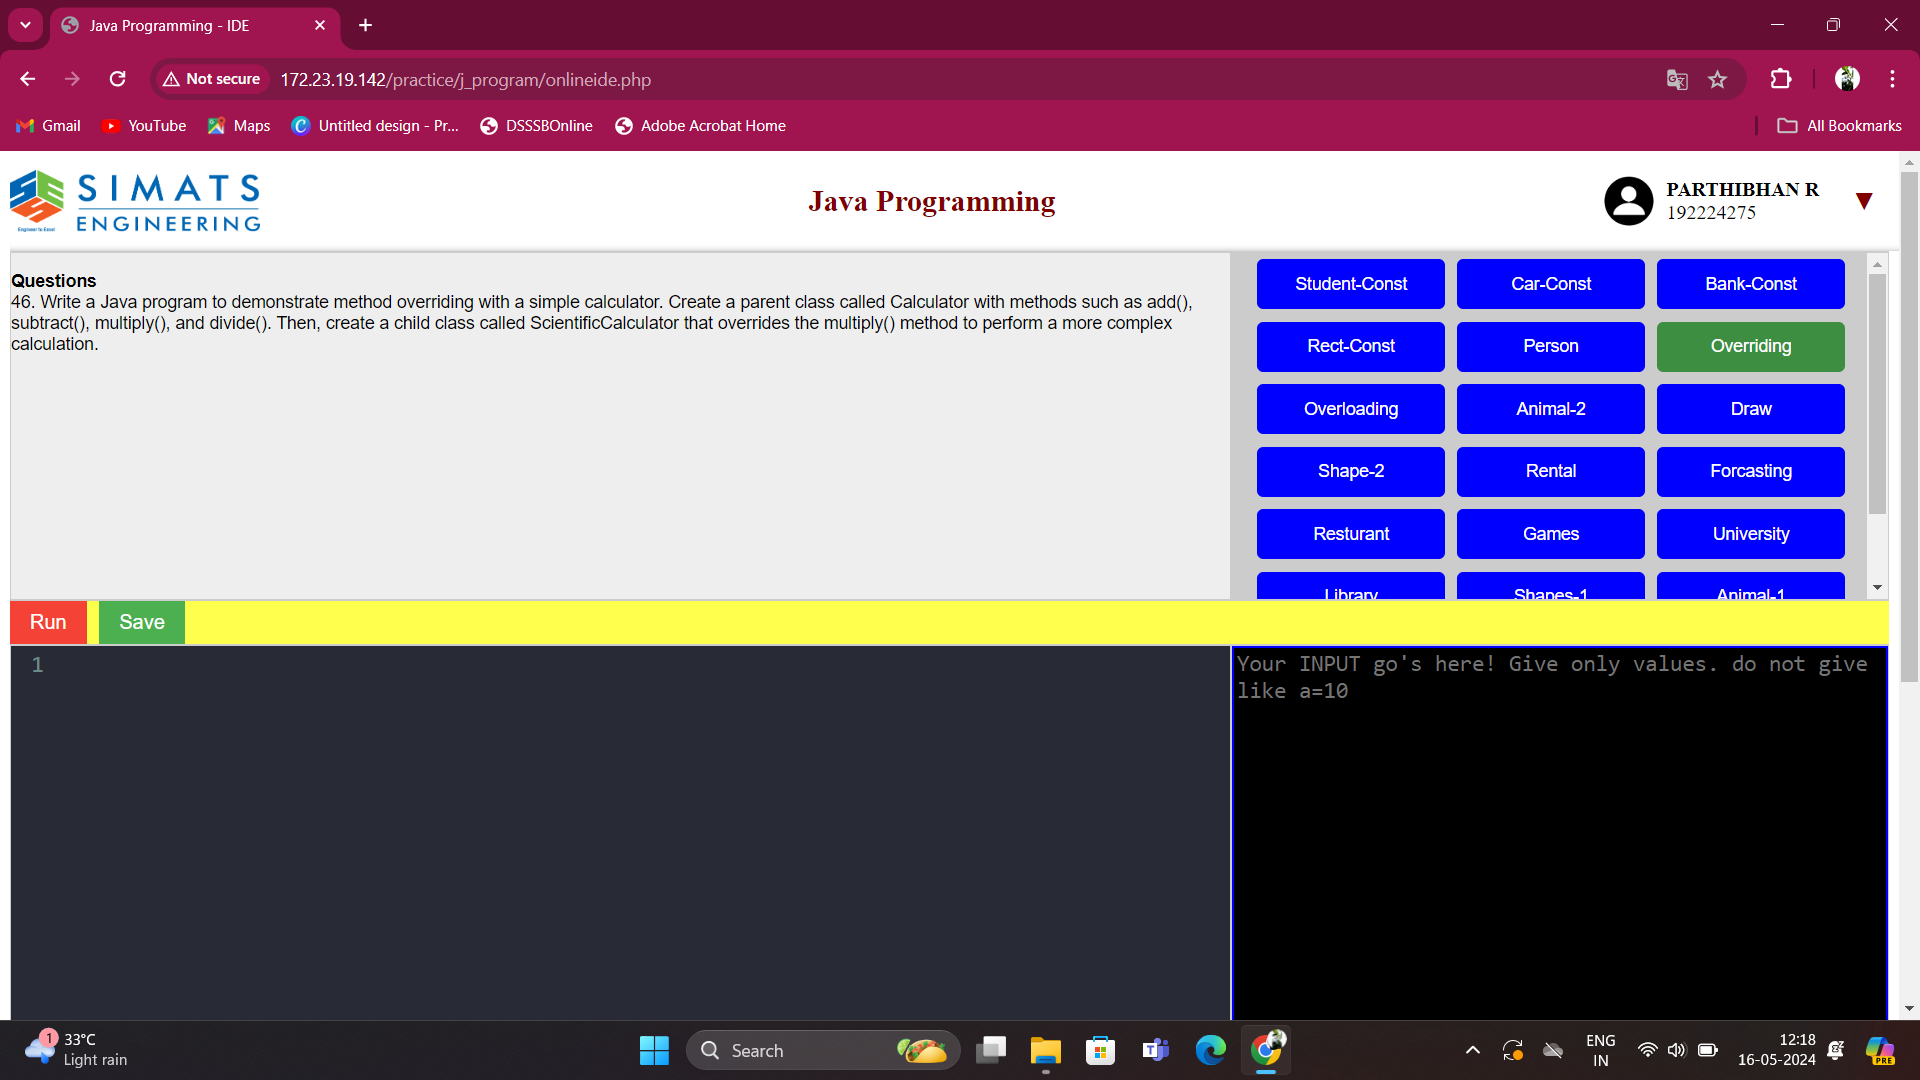 Java Programming - IDE
Not secure
172.23.19.142/practice/j_program/onlineide.php
Gmail
YouTube
Maps
Untitled design - Pr...
DSSSBOnline
Adobe Acrobat Home
All Bookmarks
SIMATS
ENGINEERING
Engineer to Excel
Java Programming
PARTHIBHAN R
192224275
Questions
46. Write a Java program to demonstrate method overriding with a simple calculator. Create a parent class called Calculator with methods such as add(),
subtract(), multiply(), and divide(). Then, create a child class called ScientificCalculator that overrides the multiply() method to perform a more complex
calculation.
Student-Const
Car-Const
Bank-Const
Rect-Const
Person
Overriding
Overloading
Animal-2
Draw
Shape-2
Rental
Forcasting
Resturant
Games
University
Library
Shapes-1
Animal-1
Run
Save
1
Your INPUT go's here! Give only values. do not give
like a=10
1
33°C
Light rain
Search
ENG
IN
12:18
16-05-2024
PRE